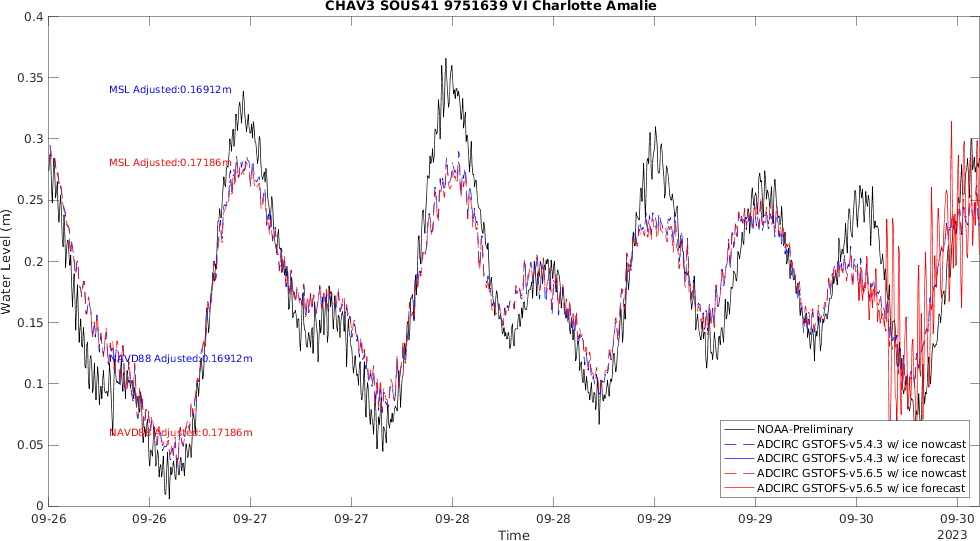 CHAV3 SOUS41 9751639 VI Charlotte Amalie
0.4
0.35
0.3
0.25
0.2
0.15
0.1
0.05
0
Water Level (m)
MSL Adjusted:0.16912m
MSL Adjusted:0.17186m
NAVD88 Adjusted:0.16912m
NAVD88 Adjusted:0.17186m
NOAA-Preliminary
ADCIRC GSTOFS-v5.4.3 w/ ice nowcast
ADCIRC GSTOFS-v5.4.3 w/ ice forecast
ADCIRC GSTOFS-v5.6.5 w/ ice nowcast
ADCIRC GSTOFS-v5.6.5 w/ ice forecast
09-26 09-26 09-27 09-27 09-28 09-28 09-29 09-29 09-30 09-30
2023
Time